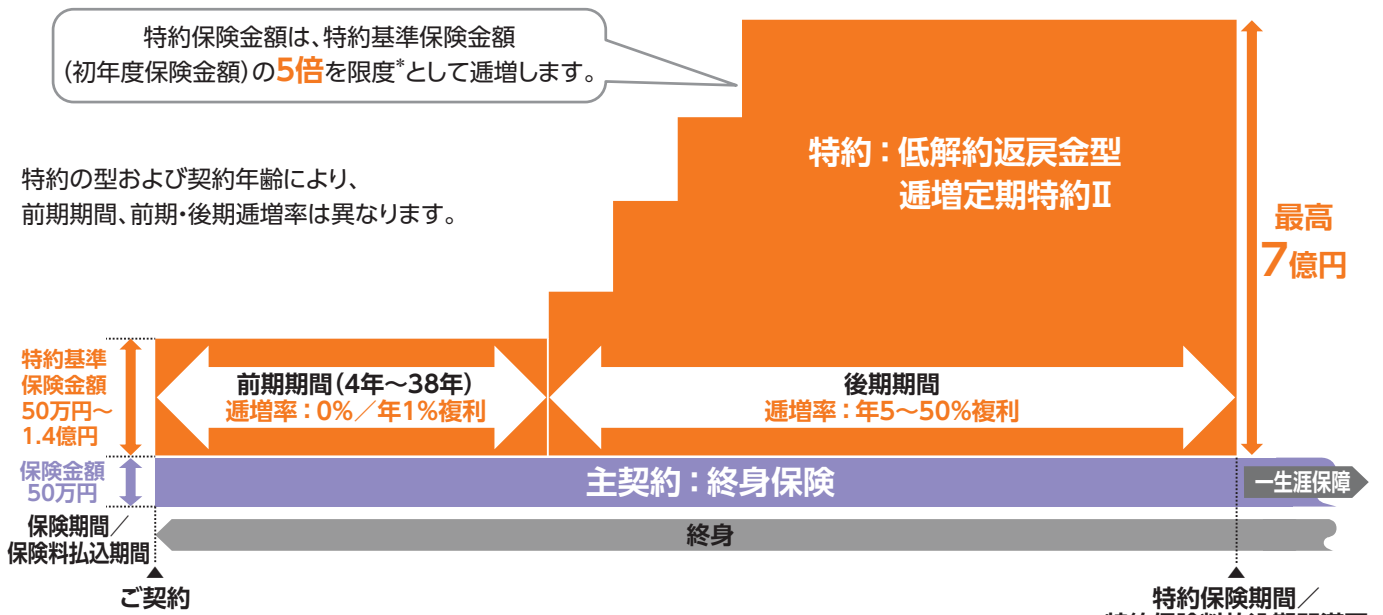 特約保険金額は、特約基準保険金額
(初年度保険金額)の5倍を限度*として逓増します。
特約の型および契約年齢により、
前期期間、前期・後期逓増率は異なります。
特約：低解約返戻金型
逓増定期特約Ⅱ
最高
7億円
特約基準
保険金額
50万円～
1.4億円
前期期間(4年～38年)
逓増率：0%／年1%複利
後期期間
逓増率：年5～50%複利
保険金額
50万円
主契約：終身保険
一生涯保障
保険期間／
保険料払込期間
終身
ご契約
特約保険期間／